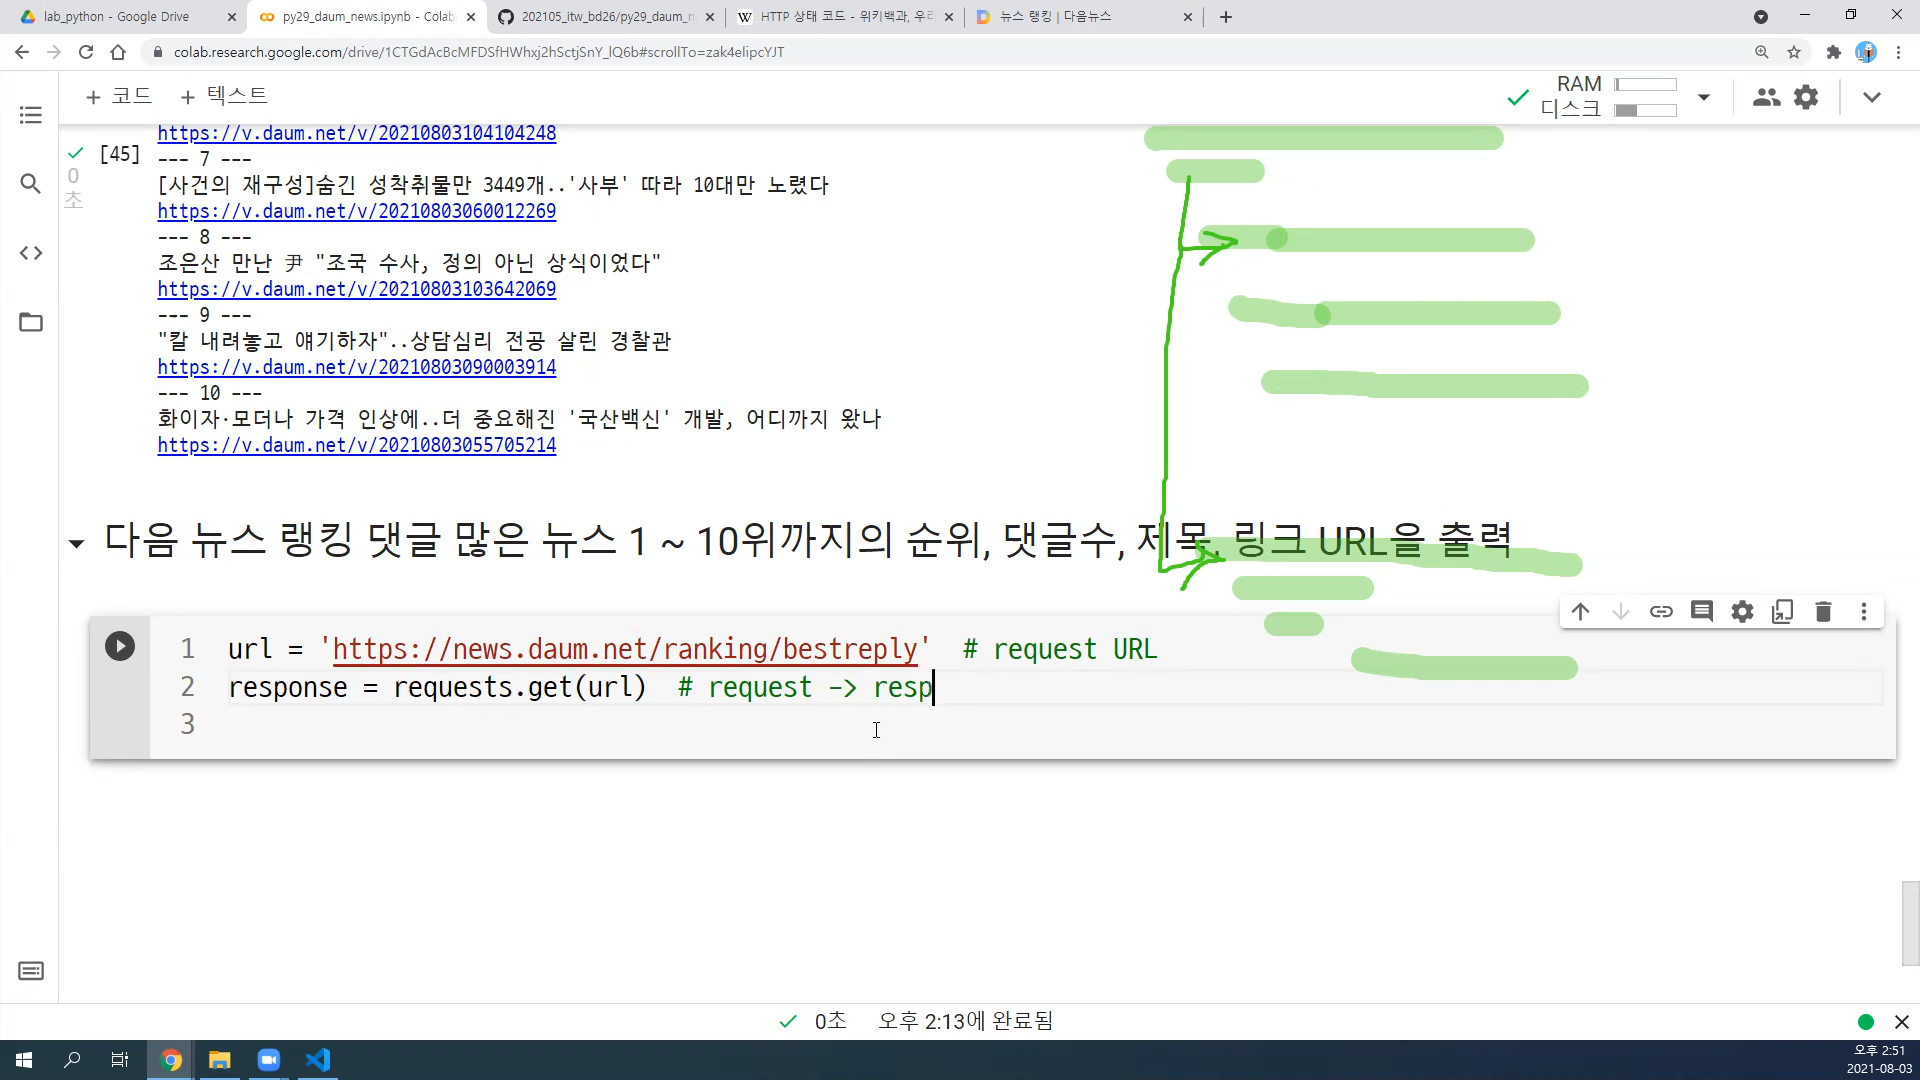 lab_python - Google Drive
py29_daum_news.ipynb - Colab
202105_itw_bd26/py29_daum_n
HTTP 상태 코드 - 위키백과, 우리
뉴스 랭킹 | 다음뉴스
colab.research.google.com/drive/1CTGdAcBcMFDSfHWhxj2hSctjSnY_lQ6b#scrollTo=zak4elipcYJT
+ 코드 + 텍스트
RAM
디스크
https://v.daum.net/v/20210803104104248
[45] --- 7 ---
0
초
[사건의 재구성]숨긴 성착취물만 3449개..'사부' 따라 10대만 노렸다
https://v.daum.net/v/20210803060012269
--- 8 ---
조은산 만난 尹 "조국 수사, 정의 아닌 상식이었다"
https://v.daum.net/v/20210803103642069
--- 9 ---
"칼 내려놓고 얘기하자"..상담심리 전공 살린 경찰관
https://v.daum.net/v/20210803090003914
--- 10 ---
화이자·모더나 가격 인상에..더 중요해진 '국산백신' 개발, 어디까지 왔나
https://v.daum.net/v/20210803055705214
다음 뉴스 랭킹 댓글 많은 뉴스 1 ~ 10위까지의 순위, 댓글수, 제목, 링크 URL을 출력
1 url = 'https://news.daum.net/ranking/bestreply' # request URL
2 response = requests.get(url) # request -> resp
3
0초 오후 2:13에 완료됨
오후 2:51
2021-08-03